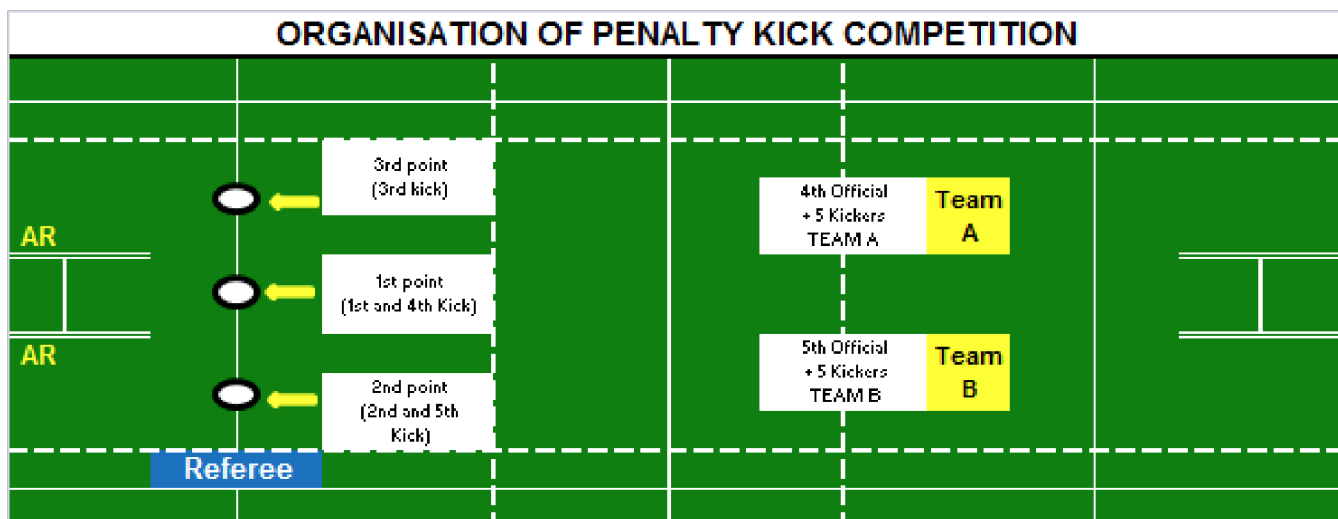 ORGANISATION OF PENALTY KICK COMPETITION
3rd point
(3rd kick)
4th Official
+ 5 Kickers
TEAM A
Team
A
AR
1st point
(1st and 4th Kick)
AR
5th Official
+ 5 Kickers
TEAM B
Team
B
2nd point
(2nd and 5th
Kick)
Referee